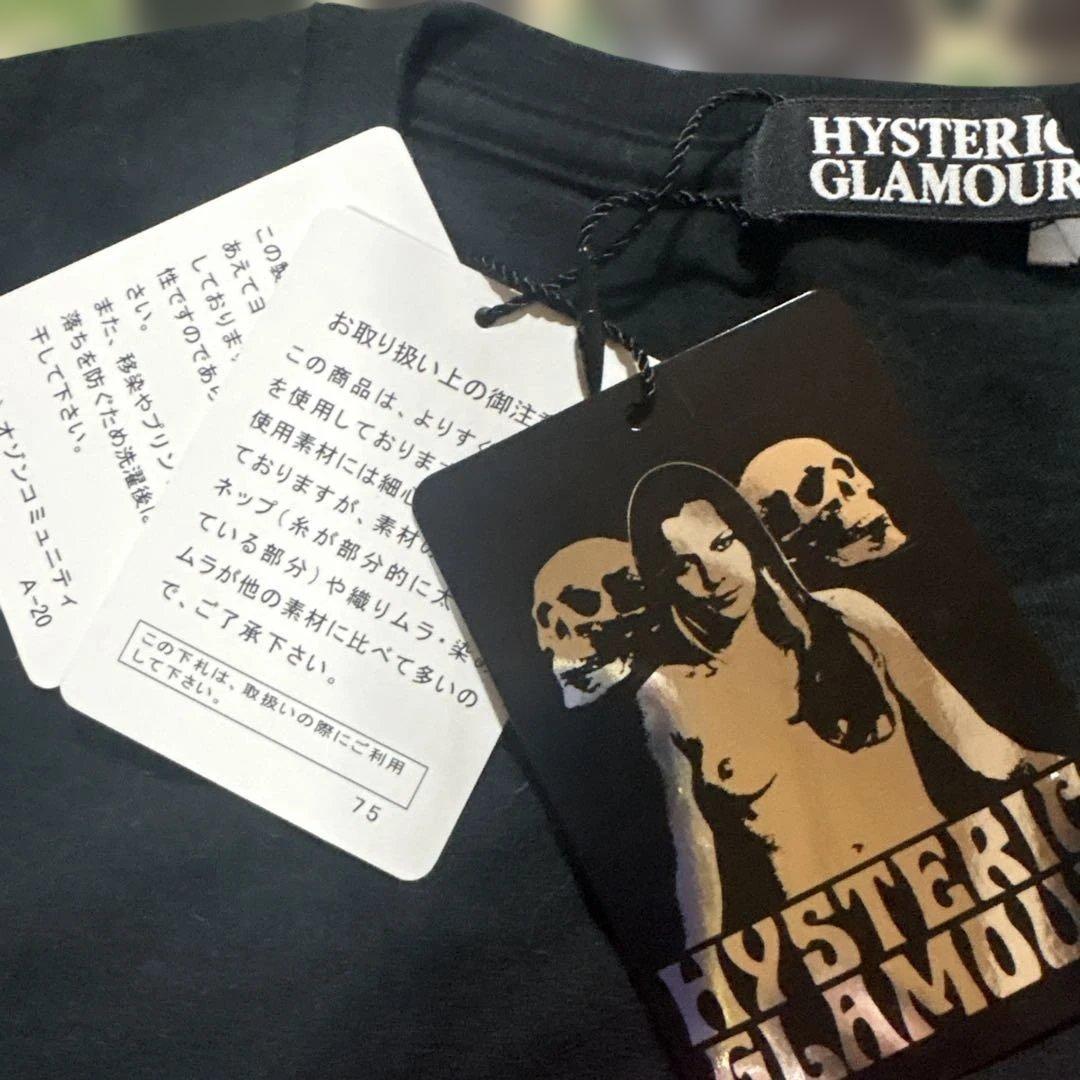 HYSTERIC
GLAMOUR
この
あえてヨ
しておりま
性ですのであ
さい。
また、移染やプリン
落ちを防ぐため洗濯後
干して下さい。
オゾンコミュニティ
A-20
お取り扱い上の御注
この商品は、よりす
を使用しておりま
使用素材には細心
ておりますが、素材
ネップ(糸が部分的に太
ている部分)や織りムラ・染
ムラが他の素材に比べて多いの
で、ご了承下さい。
この下札は、取扱いの際にご利用
して下さい。
75
HYSTERIC
GLAMOU